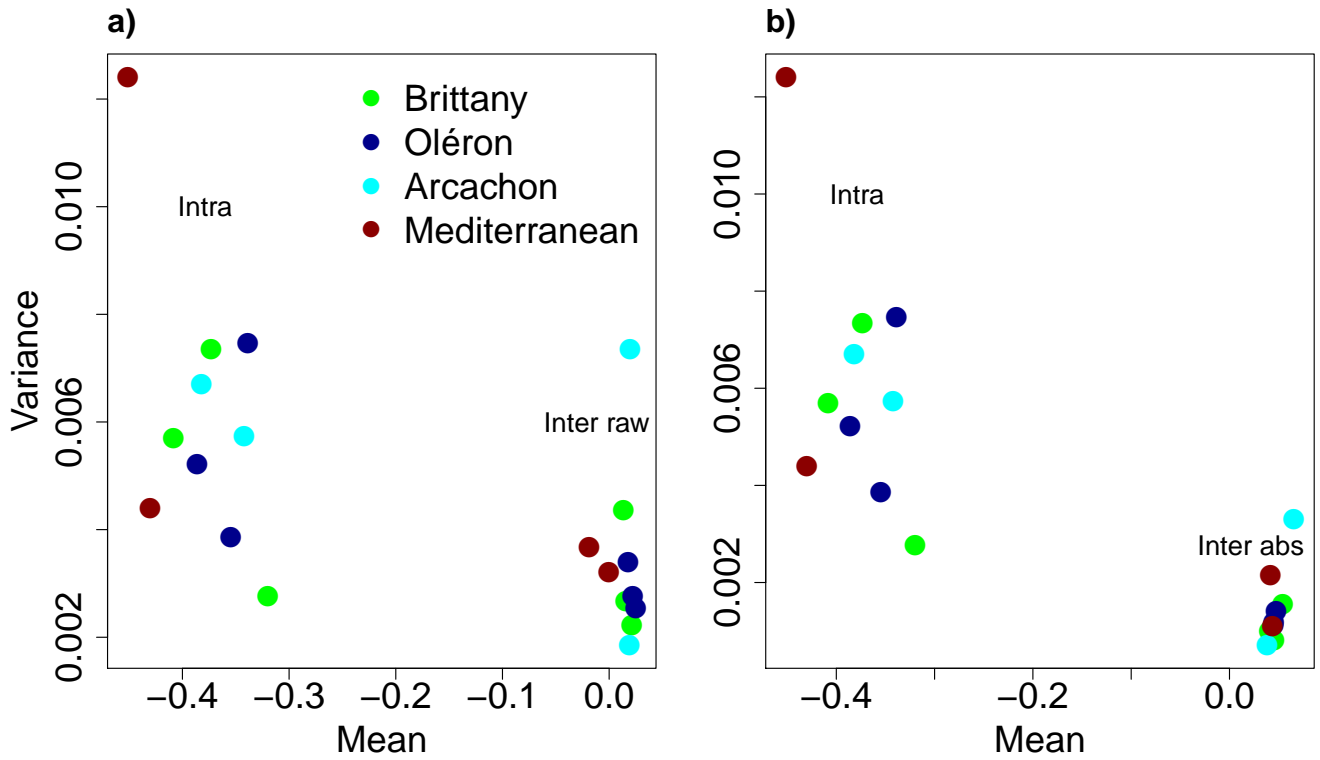 a)
Brittany
Oléron
Arcachon
Mediterranean
Intra
Inter raw
Variance
0.010
0.006
0.002
−0.4
−0.3
−0.2
−0.1
0.0
Mean
b)
Intra
Inter abs
0.010
0.006
0.002
−0.4
−0.2
0.0
Mean